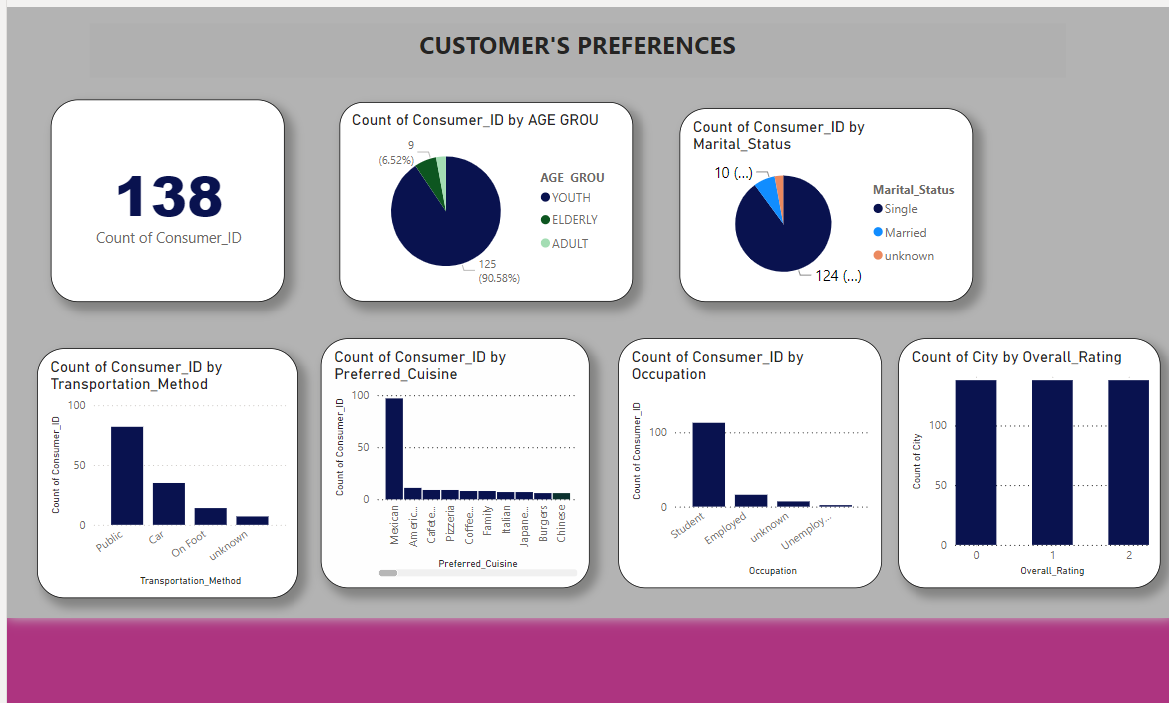 CUSTOMER'S PREFERENCES
138
Count of Consumer_ID
Count of Consumer_ID by AGE GROU
9
(6.52%)
125
(90.58%)
AGE GROU
YOUTH
ELDERLY
ADULT
Count of Consumer_ID by
Marital_Status
10 (...)
124 (...)
Marital_Status
Single
Married
unknown
Count of Consumer_ID by
Transportation_Method
Count of Consumer_ID
100
50
0
Public
Car
On Foot
unknown
Transportation_Method
Count of Consumer_ID by
Preferred_Cuisine
Count of Consumer_ID
100
50
0
Mexican
Americ...
Cafete...
Pizzeria
Coffee...
Family
Italian
Japane...
Burgers
Chinese
Preferred_Cuisine
Count of Consumer_ID by
Occupation
Count of Consumer_ID
100
0
Student
Employed
unknown
Unemploy...
Occupation
Count of City by Overall_Rating
Count of City
100
50
0
0
1
2
Overall_Rating